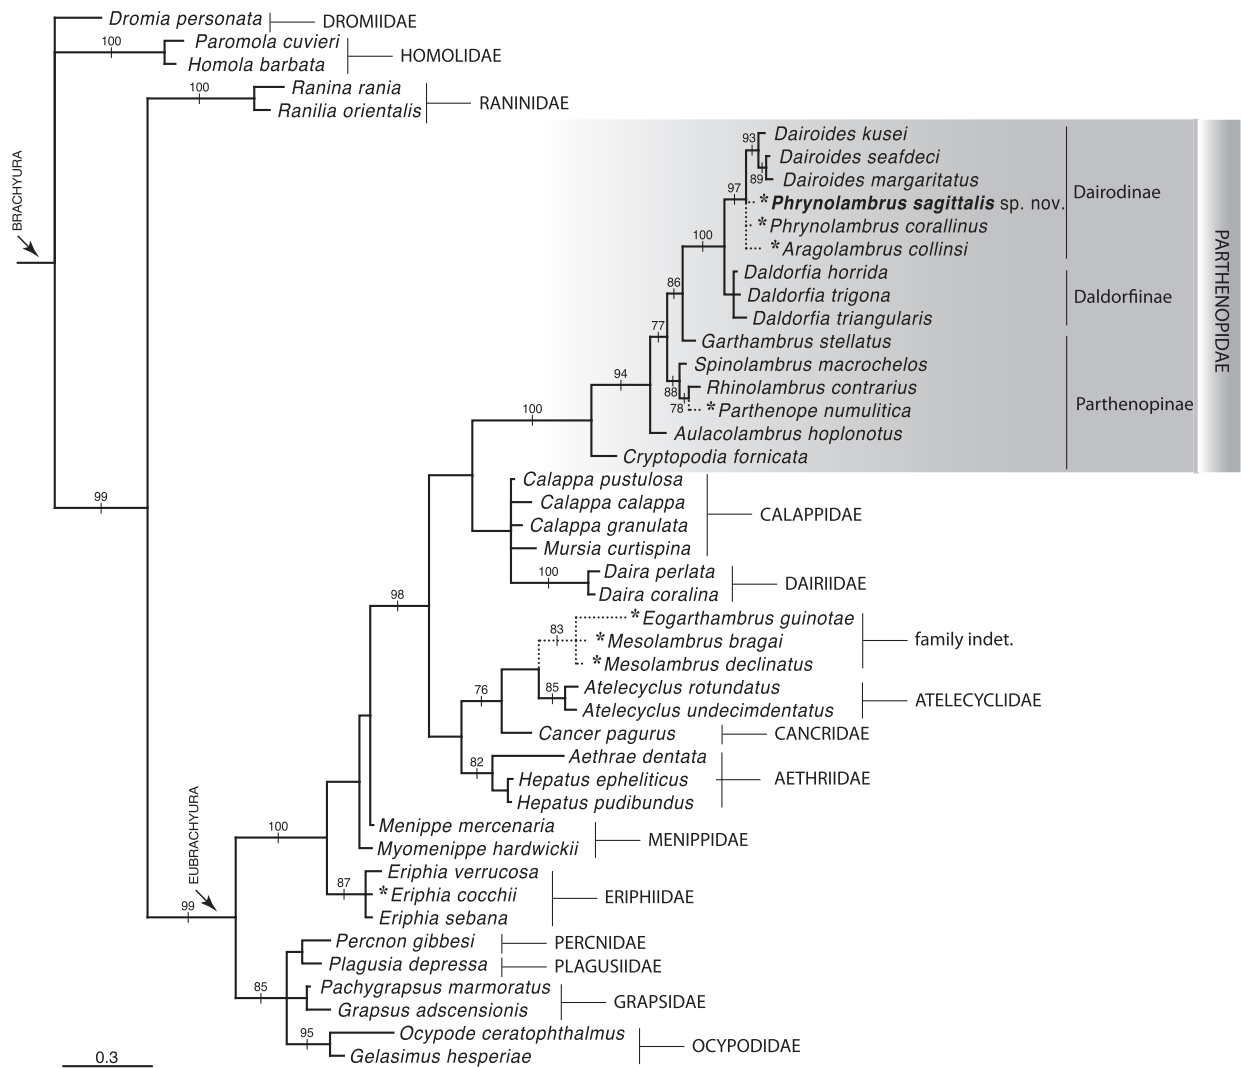 Dromia personata
DROMIIDAE
100
Paromola cuvieri
Homola barbata
HOMOLIDAE
100
Ranina rania
Ranilia orientalis
RANINIDAE
BRACHYURA
93
Dairoides kusei
Dairoides seafdeci
89
Dairoides margaritatus
97
*Phrynolambrus sagittalis sp. nov.
*Phrynolambrus corallinus
*Aragolambrus collinsi
Dairodinae
100
Daldorfia horrida
Daldorfia trigona
Daldorfia triangularis
Daldorfiinae
PARTHENOPIDAE
86
Garthambrus stellatus
77
Spinolambrus macrochelos
88
Rhinolambrus contrarius
78
*Parthenope numulitica
Parthenopinae
94
Aulacolambrus hoplonotus
100
Cryptopodia fornicata
Calappa pustulosa
Calappa calappa
Calappa granulata
Mursia curtispina
CALAPPIDAE
99
100
Daira perlata
Daira coralina
DAIRIIDAE
98
*Eogarthambrus guinotae
83
*Mesolambrus bragai
*Mesolambrus declinatus
family indet.
76
85
Atelecyclus rotundatus
Atelecyclus undecimdentatus
ATELECYCLIDAE
Cancer pagurus
CANCRIDAE
82
Aethrae dentata
Hepatus epheliticus
Hepatus pudibundus
AETHRIIDAE
EUBRACHYURA
100
Menippe mercenaria
Myomenippe hardwickii
MENIPPIDAE
87
Eriphia verrucosa
*Eriphia cocchii
Eriphia sebana
ERIPHIIDAE
99
Percnon gibbesi
PERCNIDAE
Plagusia depressa
PLAGUSIIDAE
85
Pachygrapsus marmoratus
Grapsus adscensionis
GRAPSIDAE
95
Ocypode ceratophthalmus
Gelasimus hesperiae
OCYPODIDAE
0.3